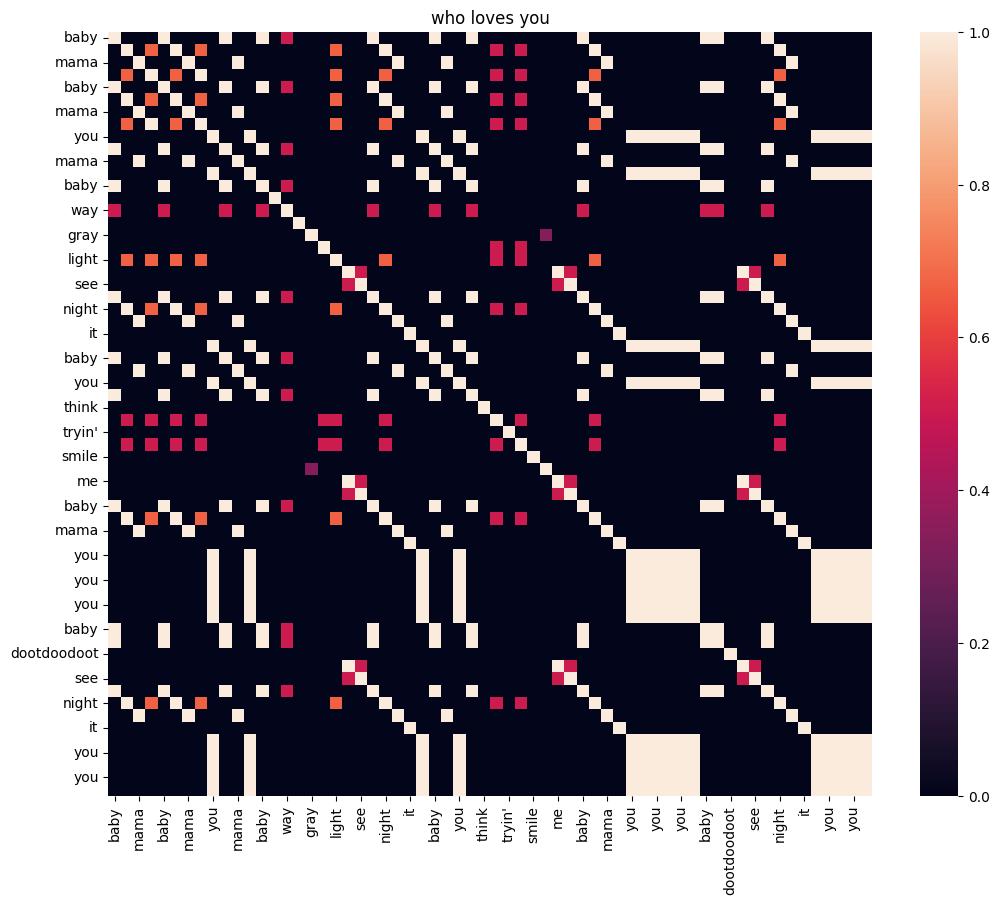 who loves you
baby
mama
baby
mama
you
mama
baby
way
gray
light
see
night
it
baby
you
think
tryin'
smile
me
baby
mama
you
you
you
baby
dootdoodoot
see
night
it
you
you
1.0
0.8
0.6
0.4
0.2
0.0
baby
mama
baby
mama
you
mama
baby
way
gray
light
see
night
it
baby
you
think
tryin'
smile
me
baby
mama
you
you
you
baby
dootdoodoot
see
night
it
you
you